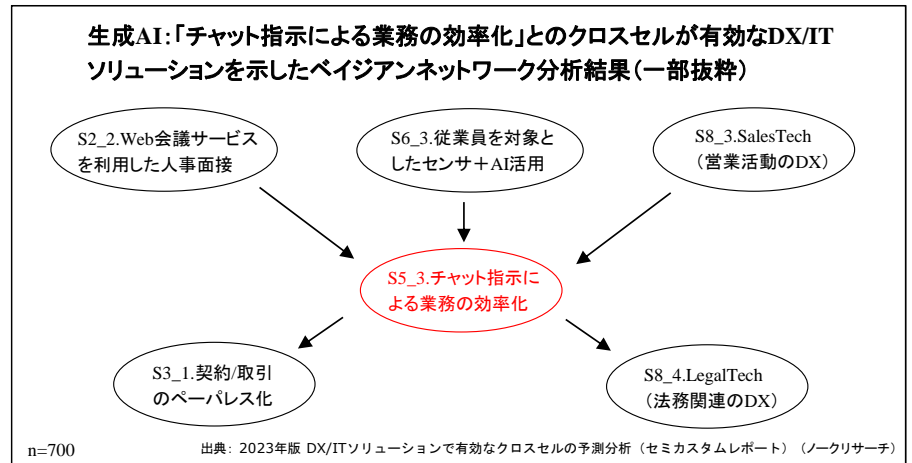 生成AI:「チャット指示による業務の効率化」とのクロスセルが有効なDX/IT
ソリューションを示したベイジアンネットワーク分析結果(一部抜粋)
S2_2.Web会議サービス
を利用した人事面接
S6_3.従業員を対象と
したセンサ+AI活用
S8_3.SalesTech
(営業活動のDX)
S5_3.チャット指示に
よる業務の効率化
S3_1.契約/取引
のペーパレス化
S8_4.LegalTech
(法務関連のDX)
n=700
出典: 2023年版 DX/ITソリューションで有効なクロスセルの予測分析 (セミカスタムレポート) (ノークリサーチ)